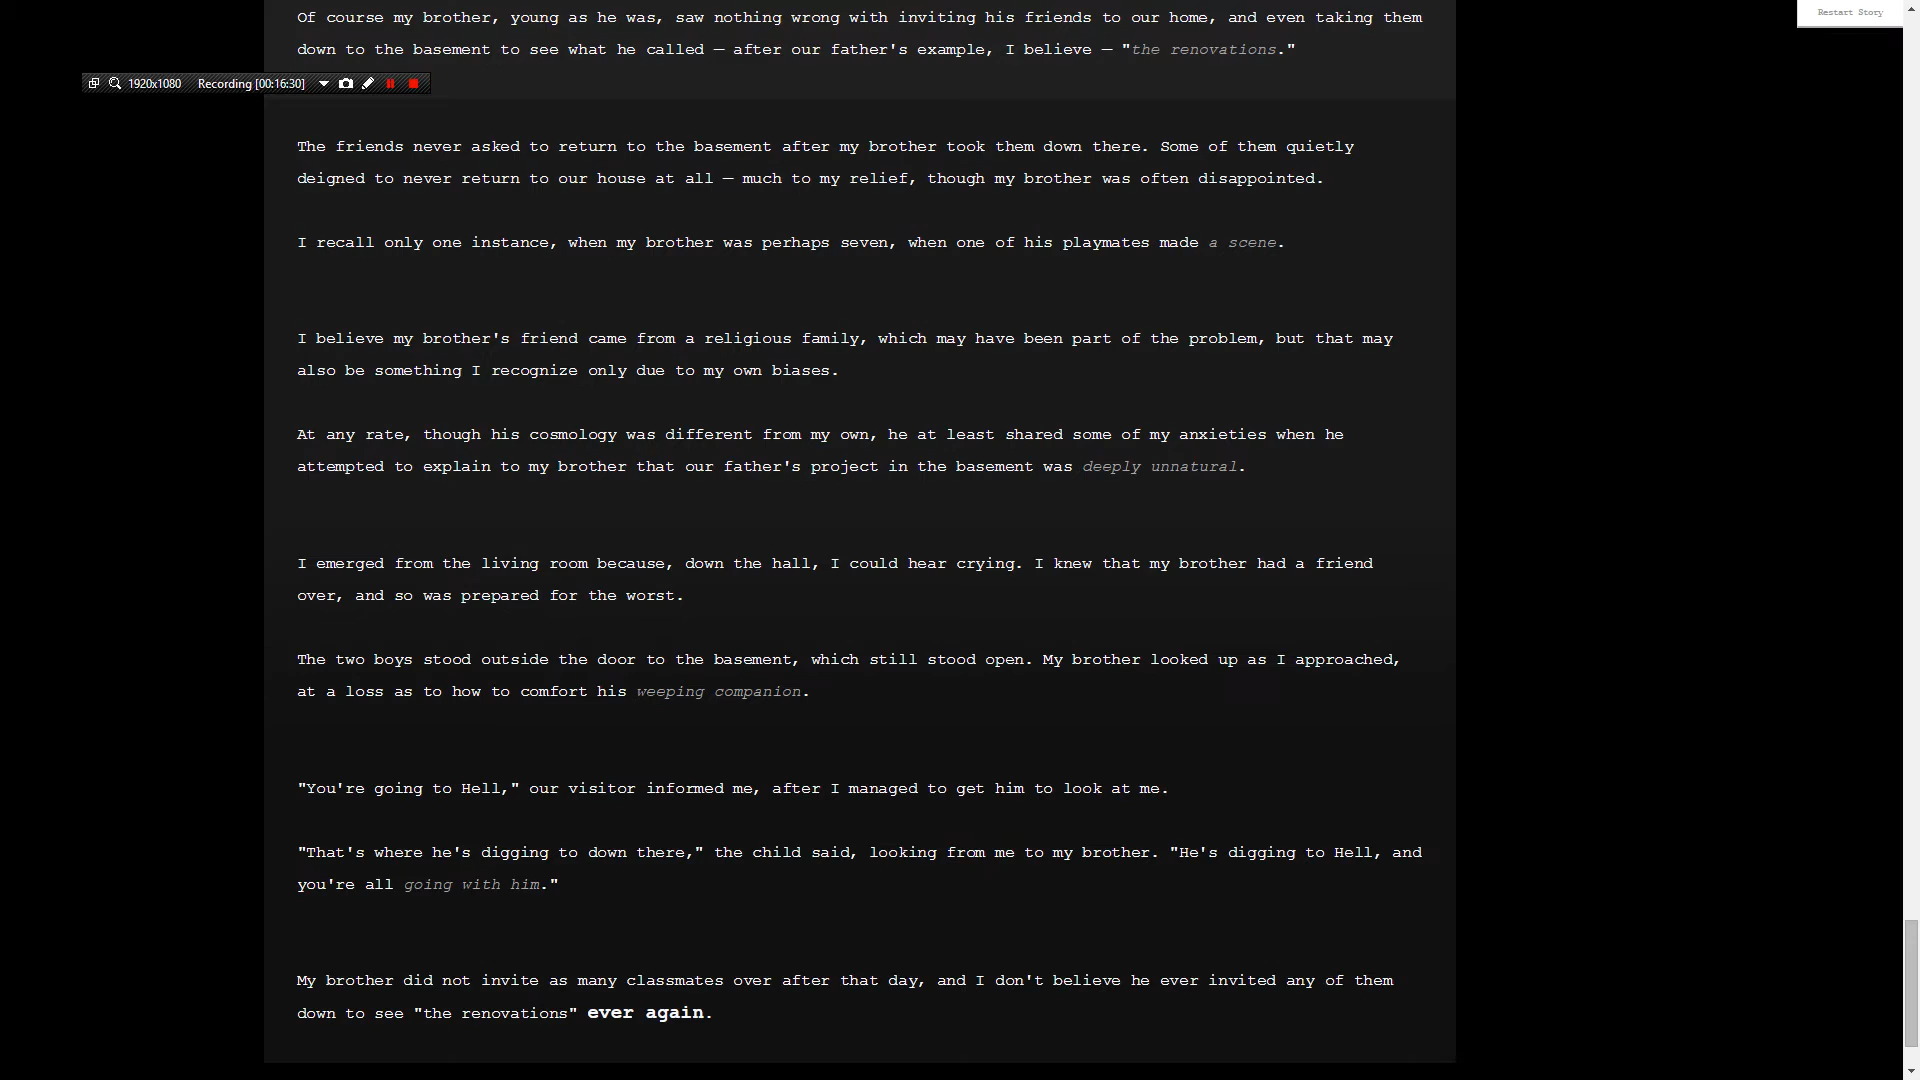 Of course my brother, young as he was, saw nothing wrong with inviting his friends to our home, and even taking them
down to the basement to see what he called — after our father's example, I believe — "the renovations."
Restart Story
1920x1080 Recording [00:16:30]
The friends never asked to return to the basement after my brother took them down there. Some of them quietly
deigned to never return to our house at all — much to my relief, though my brother was often disappointed.
I recall only one instance, when my brother was perhaps seven, when one of his playmates made a scene.
I believe my brother's friend came from a religious family, which may have been part of the problem, but that may
also be something I recognize only due to my own biases.
At any rate, though his cosmology was different from my own, he at least shared some of my anxieties when he
attempted to explain to my brother that our father's project in the basement was deeply unnatural.
I emerged from the living room because, down the hall, I could hear crying. I knew that my brother had a friend
over, and so was prepared for the worst.
The two boys stood outside the door to the basement, which still stood open. My brother looked up as I approached,
at a loss as to how to comfort his weeping companion.
"You're going to Hell," our visitor informed me, after I managed to get him to look at me.
"That's where he's digging to down there," the child said, looking from me to my brother. "He's digging to Hell, and
you're all going with him."
My brother did not invite as many classmates over after that day, and I don't believe he ever invited any of them
down to see "the renovations" ever again.